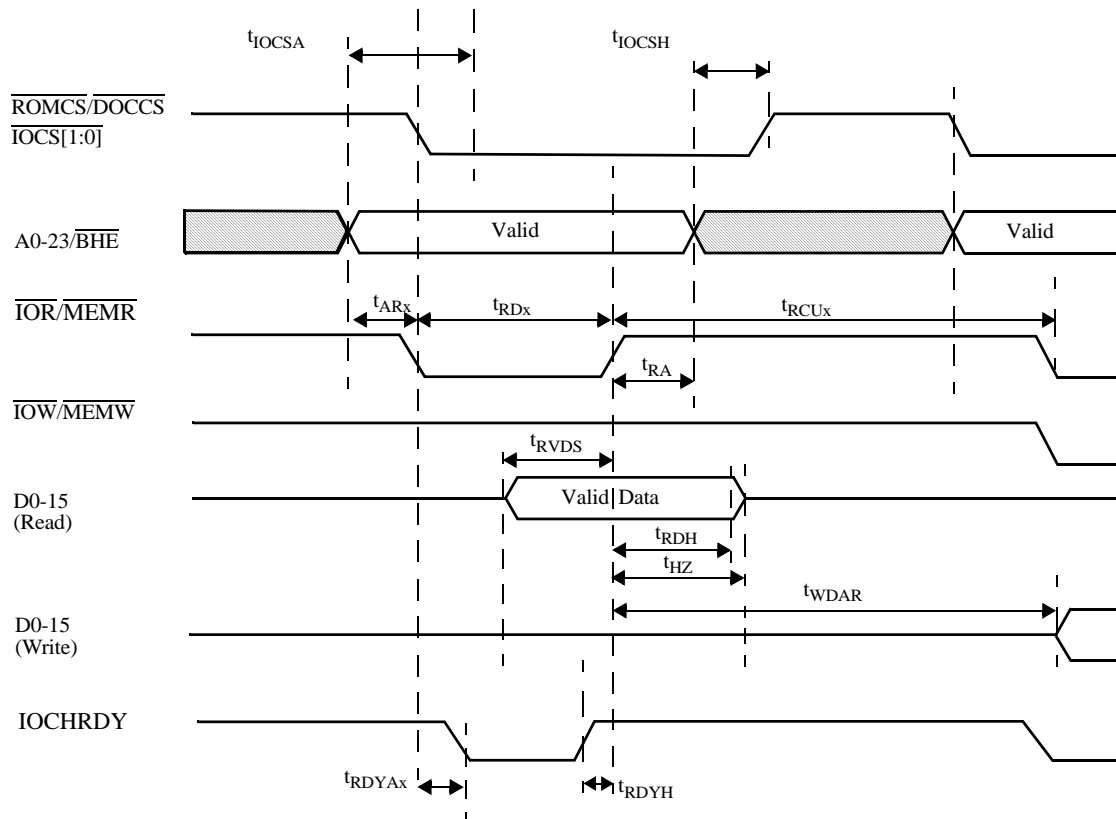 tIOCSA
tIOCSH
ROMCS/DOCCS
IOCS[1:0]
A0-23/BHE
Valid
Valid
IOR/MEMR
tARx
tRDx
tRCUx
tRA
IOW/MEMW
tRVDS
D0-15
(Read)
Valid Data
tRDH
tHZ
tWDAR
D0-15
(Write)
IOCHRDY
tRDYAx
tRDYH